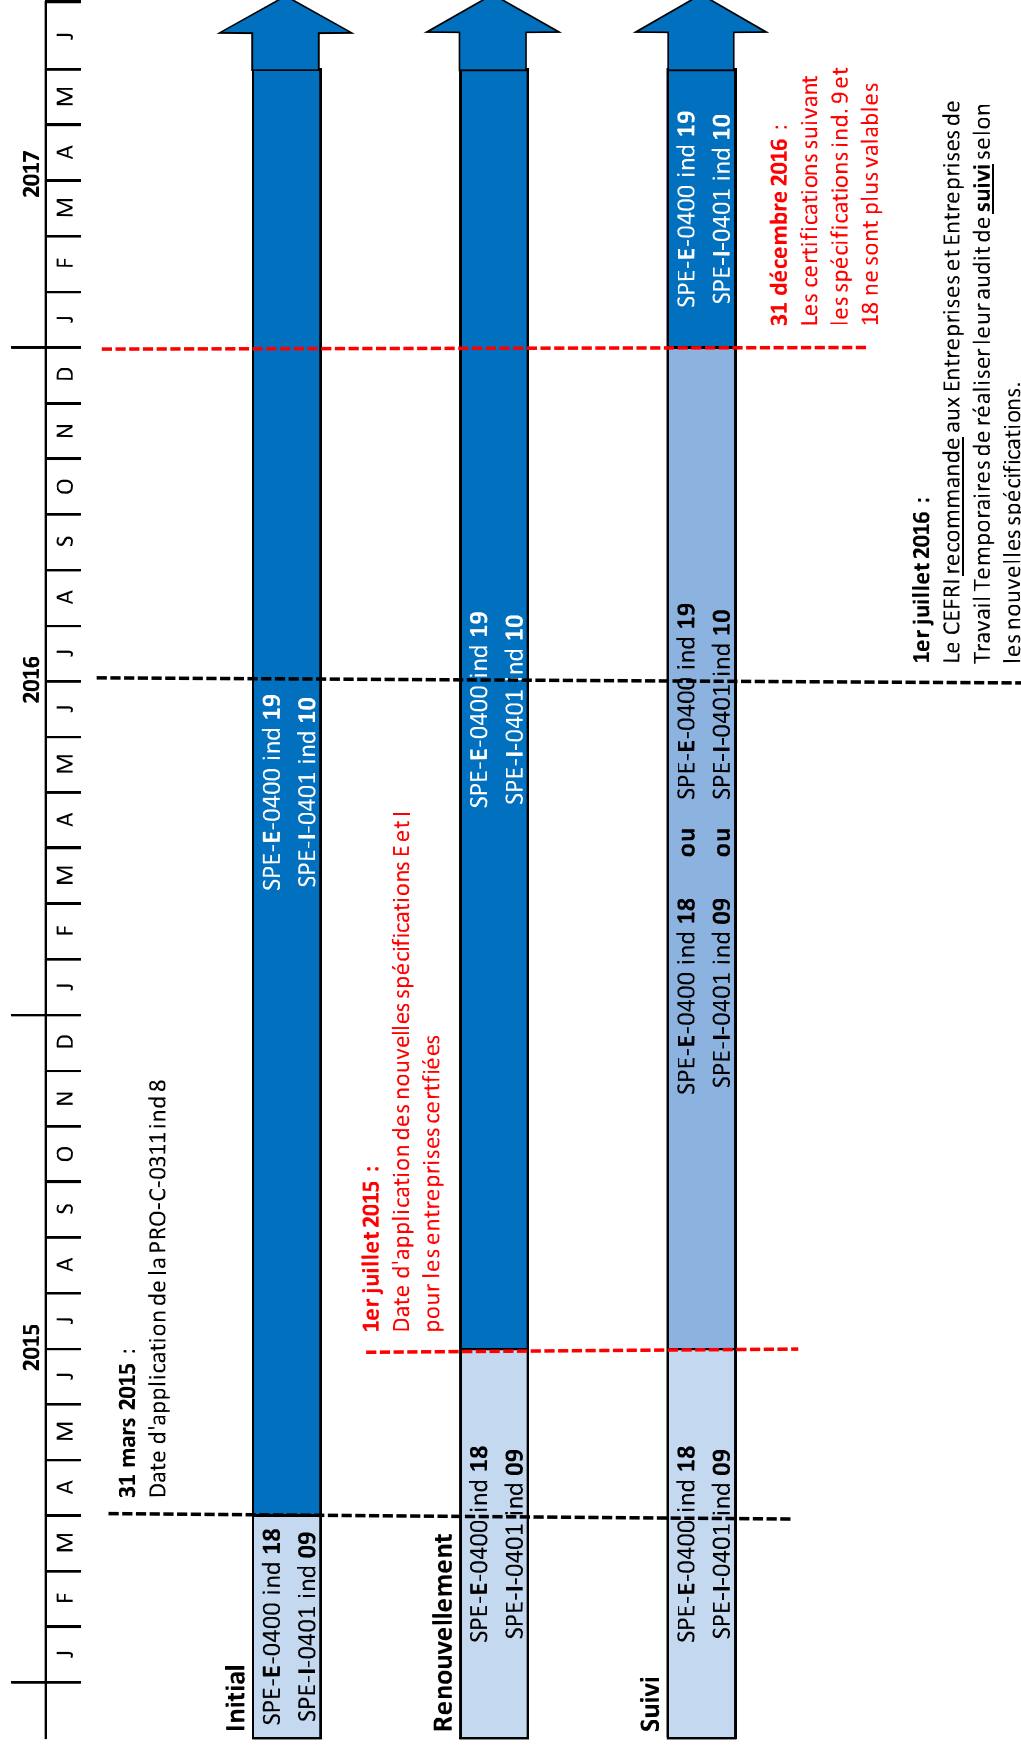 2015 2016 2017
J F M A M J J A S O N D J F M A M J J A S O N D J F M A M J
31 mars 2015 :
Date d'application de la PRO-C-0311 ind 8
Initial
SPE-E-0400 ind 18
SPE-I-0401 ind 09
SPE-E-0400 ind 19
SPE-I-0401 ind 10
1er juillet 2015 :
Date d'application des nouvelles spécifications E et I
pour les entreprises certfiées
Renouvellement
SPE-E-0400 ind 18
SPE-I-0401 ind 09
SPE-E-0400 ind 19
SPE-I-0401 ind 10
Suivi
SPE-E-0400 ind 18
SPE-I-0401 ind 09
SPE-E-0400 ind 18 ou SPE-E-0400 ind 19
SPE-I-0401 ind 09 ou SPE-I-0401 ind 10
SPE-E-0400 ind 19
SPE-I-0401 ind 10
31 décembre 2016 :
Les certifications suivant
les spécifications ind. 9 et
18 ne sont plus valables
1er juillet 2016 :
Le CEFRI recommande aux Entreprises et Entreprises de
Travail Temporaires de réaliser leur audit de suivi selon
les nouvelles spécifications.